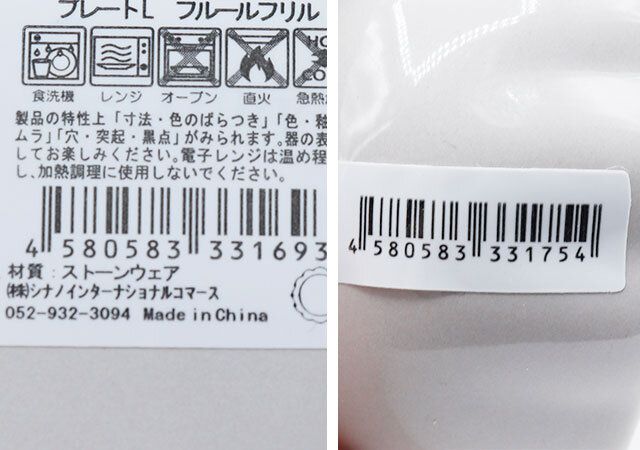 プレートL フルールフリル
食洗機 レンジ オーブン 直火 急熱
製品の特性上「寸法・色のばらつき」「色・釉
ムラ」「穴・突起・黒点」がみられます。器の表
してお楽しみください。電子レンジは温め程
し、加熱調理に使用しないでください。
4 580583 331693
材質：ストーンウェア
㈱シナノインターナショナルコマース
052-932-3094 Made in China
4 580583 331754